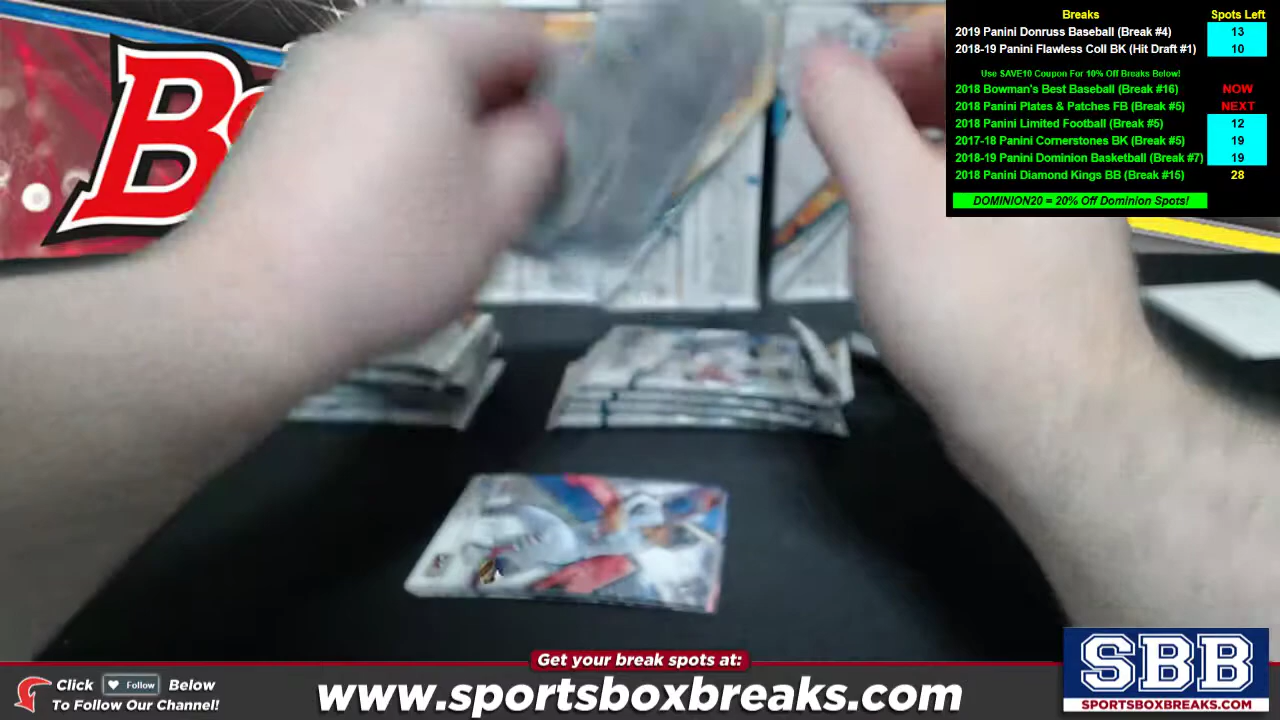 Breaks Spots Left
2019 Panini Donruss Baseball (Break #4) 13
2018-19 Panini Flawless Coll BK (Hit Draft #1) 10
Use SAVE10 Coupon For 10% Off Breaks Below!
2018 Bowman's Best Baseball (Break #16) NOW
2018 Panini Plates & Patches FB (Break #5) NEXT
2018 Panini Limited Football (Break #5) 12
2017-18 Panini Cornerstones BK (Break #5) 19
2018-19 Panini Dominion Basketball (Break #7) 19
2018 Panini Diamond Kings BB (Break #15) 28
DOMINION20 = 20% Off Dominion Spots!
B
SBB
SPORTSBOXBREAKS.COM
Get your break spots at:
www.sportsboxbreaks.com
Click Follow Below
To Follow Our Channel!